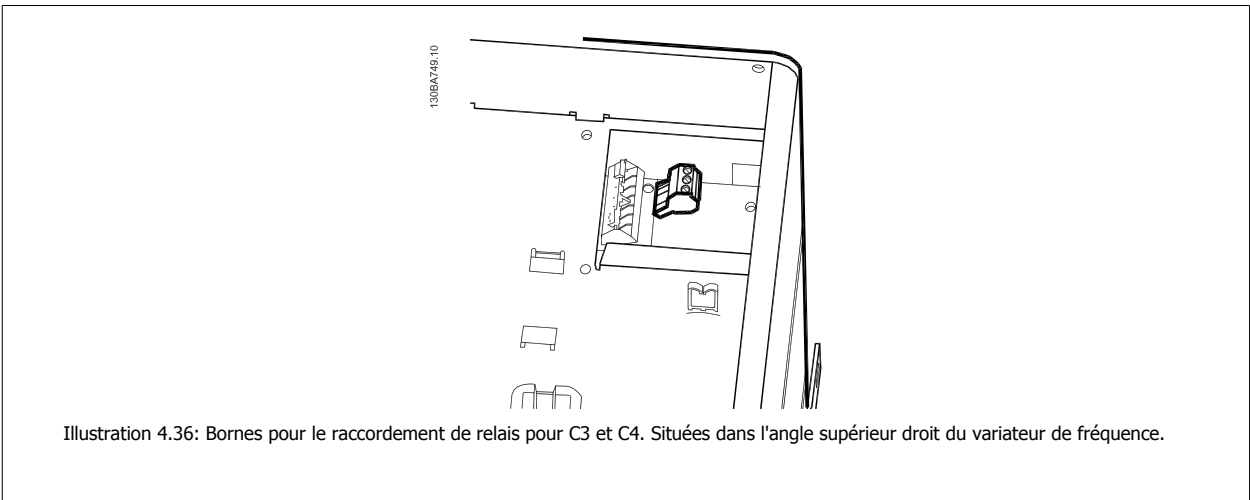 130BA749.10
Illustration 4.36: Bornes pour le raccordement de relais pour C3 et C4. Situées dans l'angle supérieur droit du variateur de fréquence.